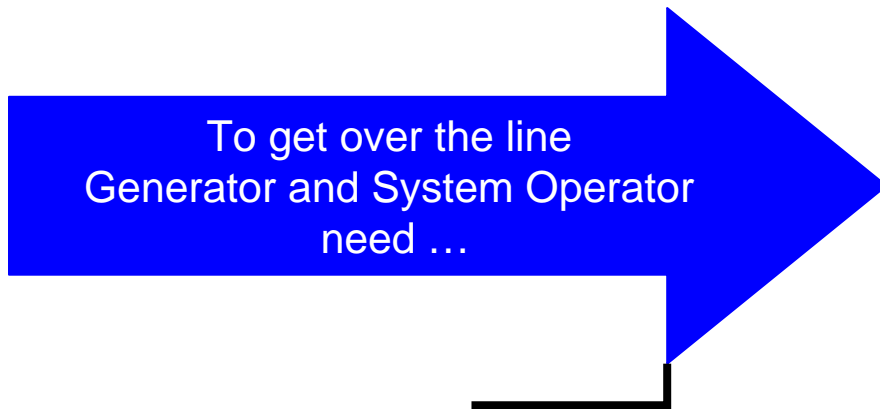 To get over the line
Generator and System Operator
need …